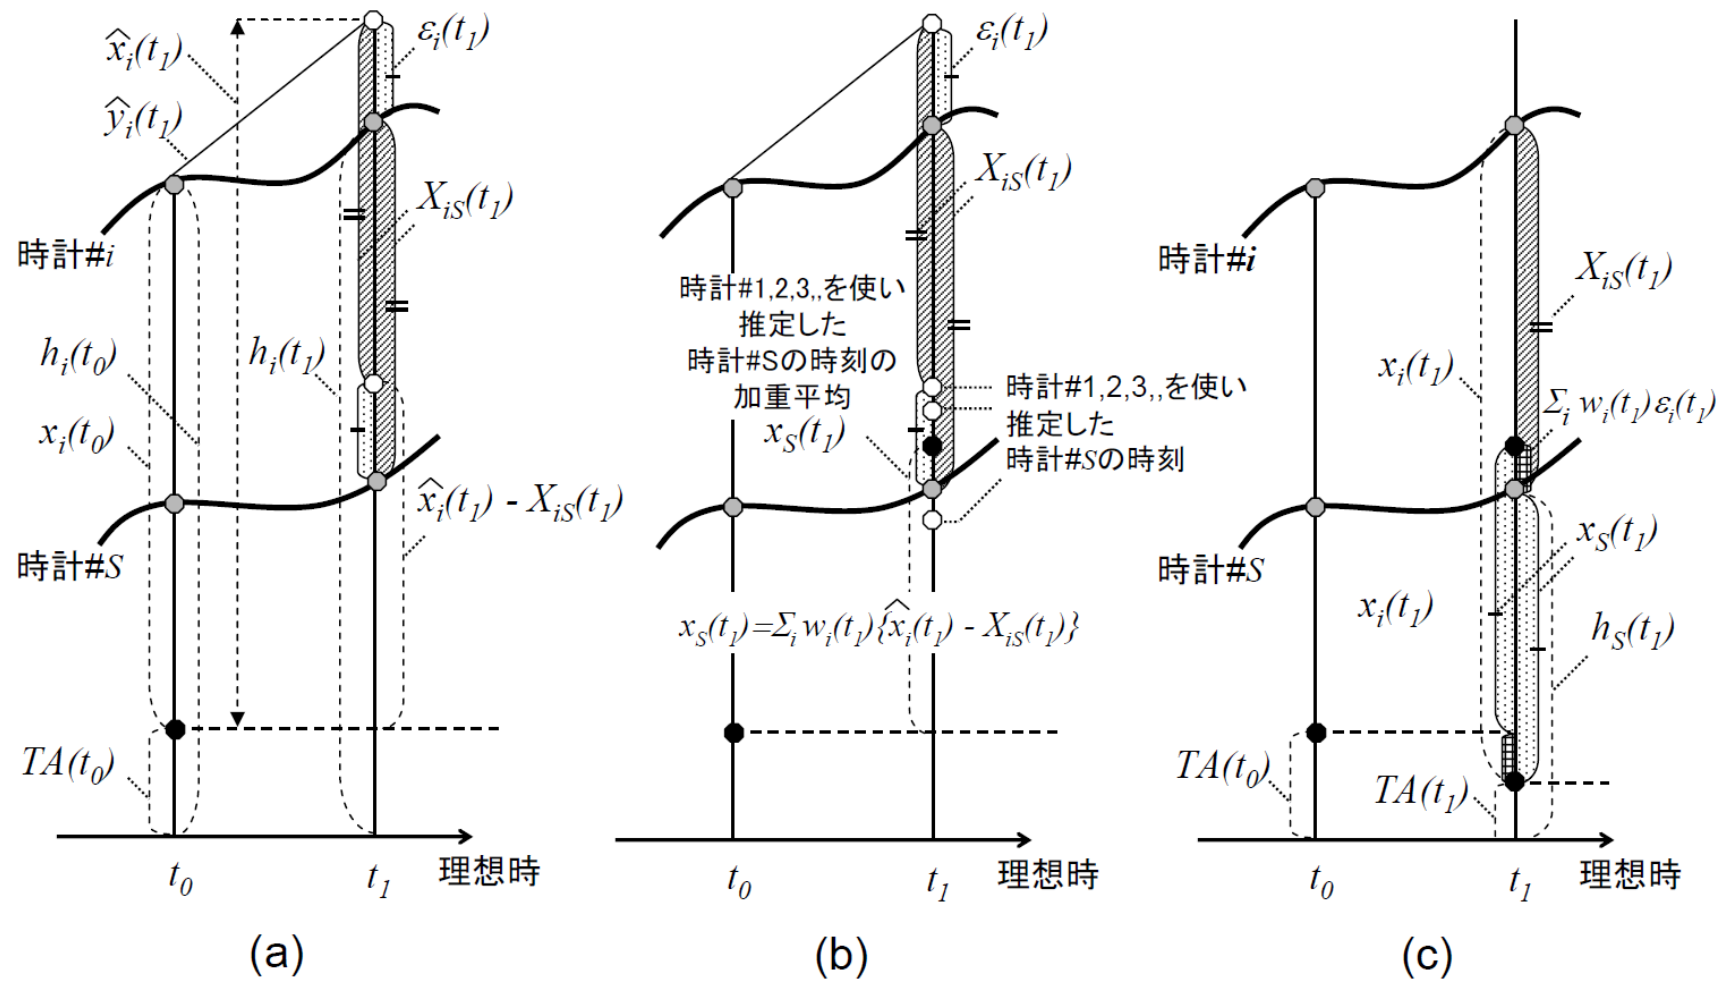 x̂i(t1)
εi(t1)
ŷi(t1)
XiS(t1)
時計#i
hi(t0)
hi(t1)
xi(t0)
x̂i(t1) - XiS(t1)
時計#S
TA(t0)
t0
t1
理想時
(a)
εi(t1)
XiS(t1)
時計#1,2,3,,を使い
推定した
時計#Sの時刻の
加重平均
xS(t1)
時計#1,2,3,,を使い
推定した
時計#Sの時刻
xS(t1)=Σi wi(t1){x̂i(t1) - XiS(t1)}
t0
t1
理想時
(b)
時計#i
XiS(t1)
xi(t1)
Σi wi(t1)εi(t1)
時計#S
xS(t1)
xi(t1)
hS(t1)
TA(t0)
TA(t1)
t0
t1
理想時
(c)